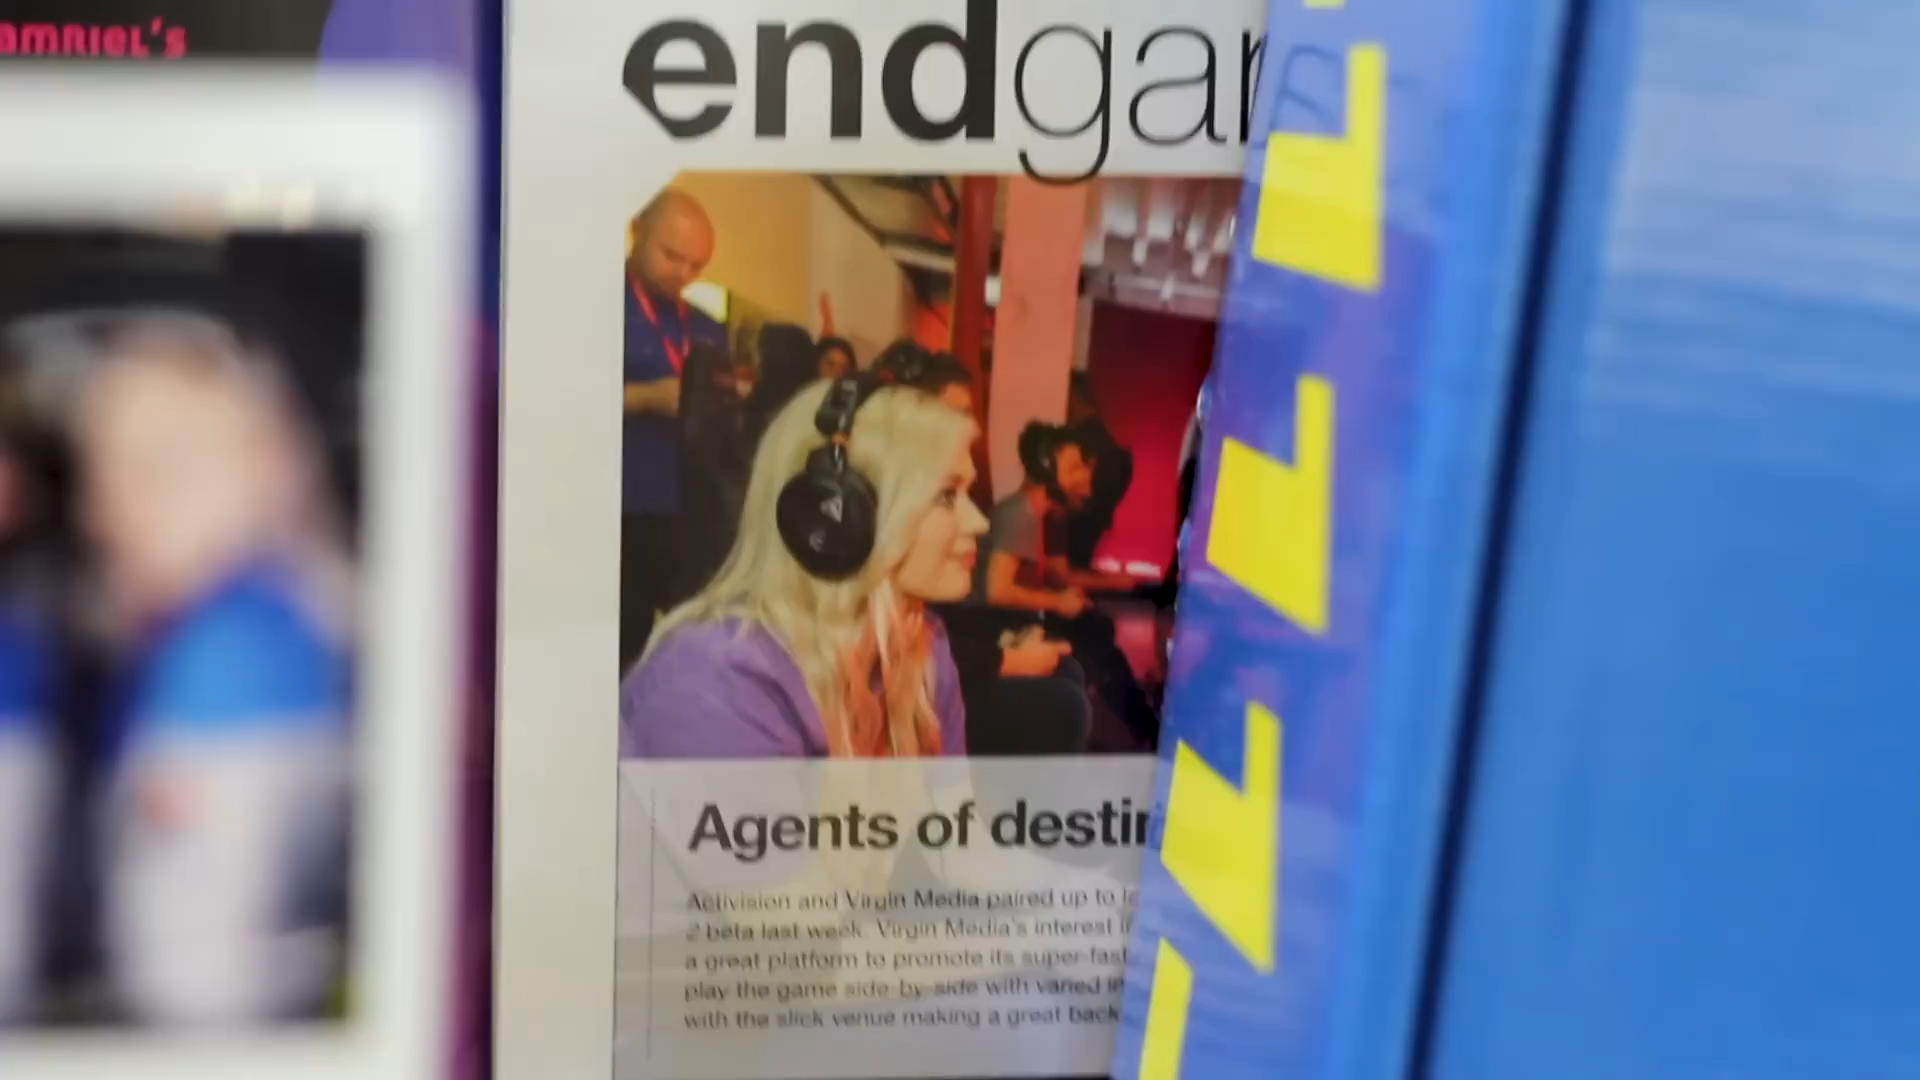 amriel's
endga
Agents of desti
Activision and Virgin Media paired up to
2 beta last week. Virgin Media's interest
a great platform to promote its super-fast
play the game side-by-side with varied
with the slick venue making a great back